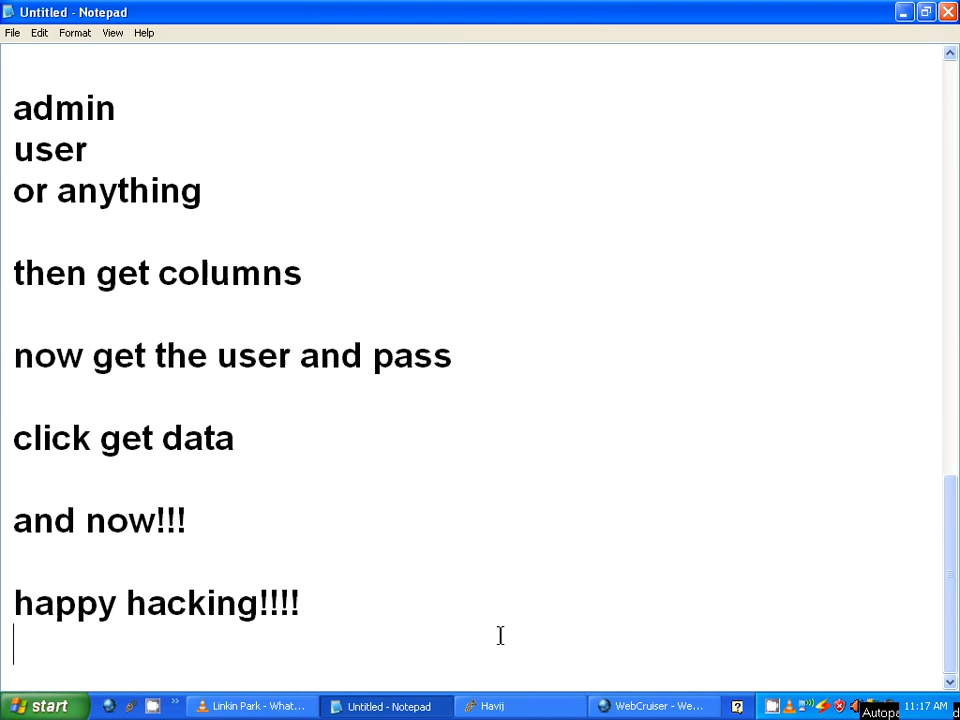 Untitled - Notepad
File Edit Format View Help
admin
user
or anything
then get columns
now get the user and pass
click get data
and now!!!
happy hacking!!!!
start
Linkin Park - What...
Untitled - Notepad
Havij
WebCruiser - We...
11:17 AM
Autopa